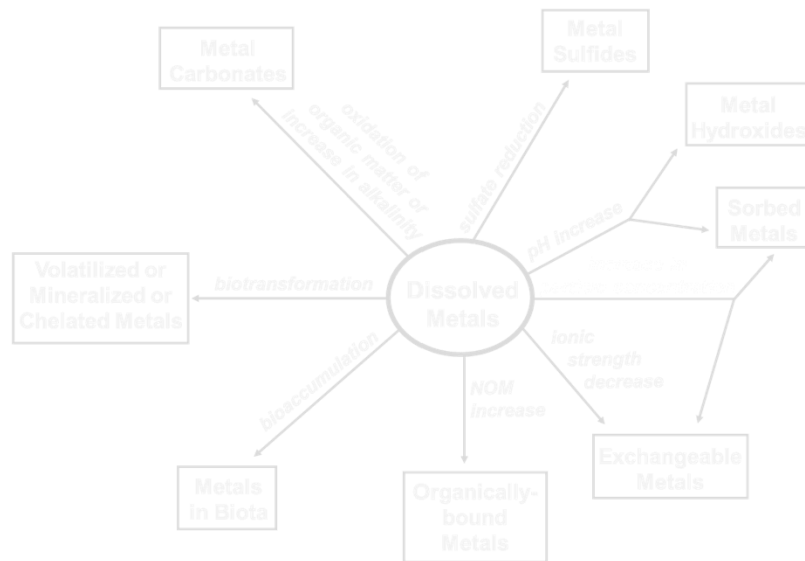 Metal
Carbonates
Metal
Sulfides
Metal
Hydroxides
Sorbed
Metals
oxidation of
organic matter or
increase in alkalinity
sulfate reduction
pH increase
Volatilized or
Mineralized or
Chelated Metals
biotransformation
Dissolved
Metals
ionic
strength
decrease
bioaccumulation
NOM
increase
Metals
in Biota
Organically-
bound
Metals
Exchangeable
Metals